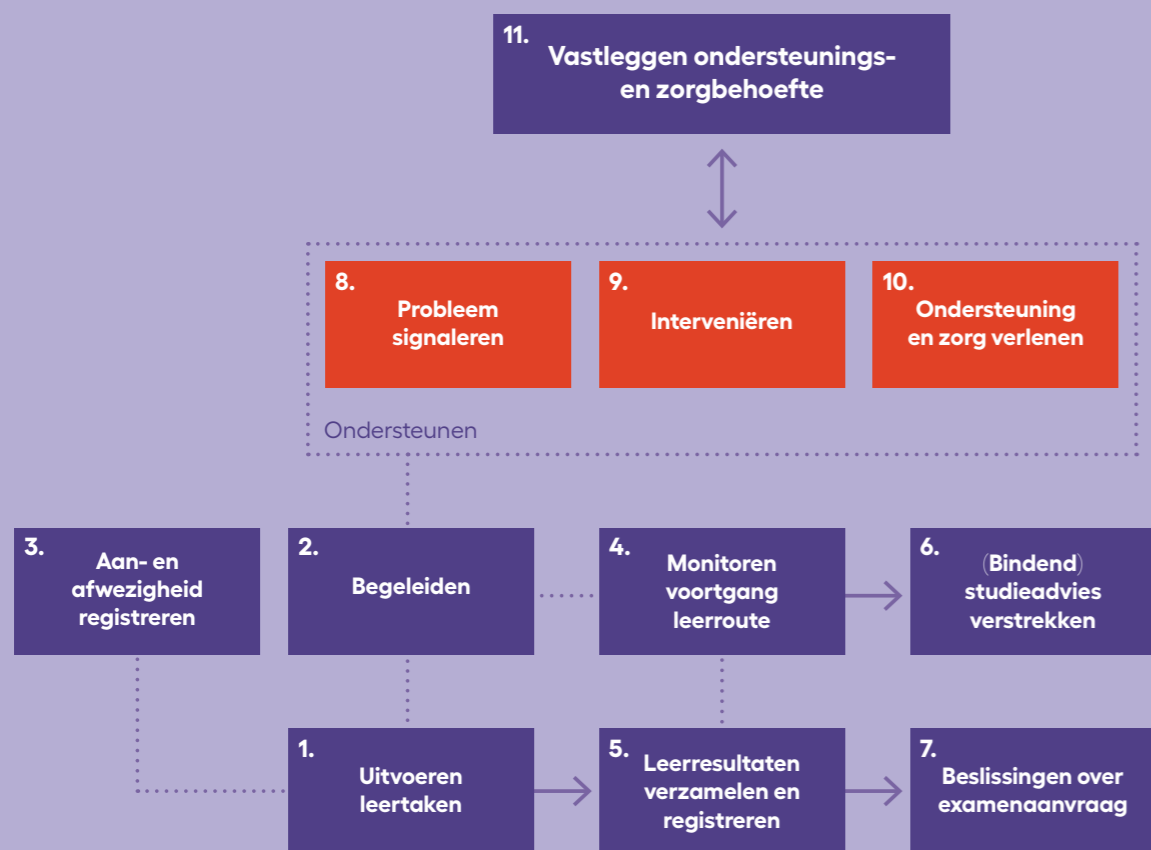 11.
Vastleggen ondersteunings-
en zorgbehoefte
8.
Probleem
signaleren
9.
Interveniëren
10.
Ondersteuning
en zorg verlenen
Ondersteunen
3.
Aan- en
afwezigheid
registreren
2.
Begeleiden
4.
Monitoren
voortgang
leerroute
6.
(Bindend)
studieadvies
verstrekken
1.
Uitvoeren
leertaken
5.
Leerresultaten
verzamelen en
registreren
7.
Beslissingen over
examenaanvraag